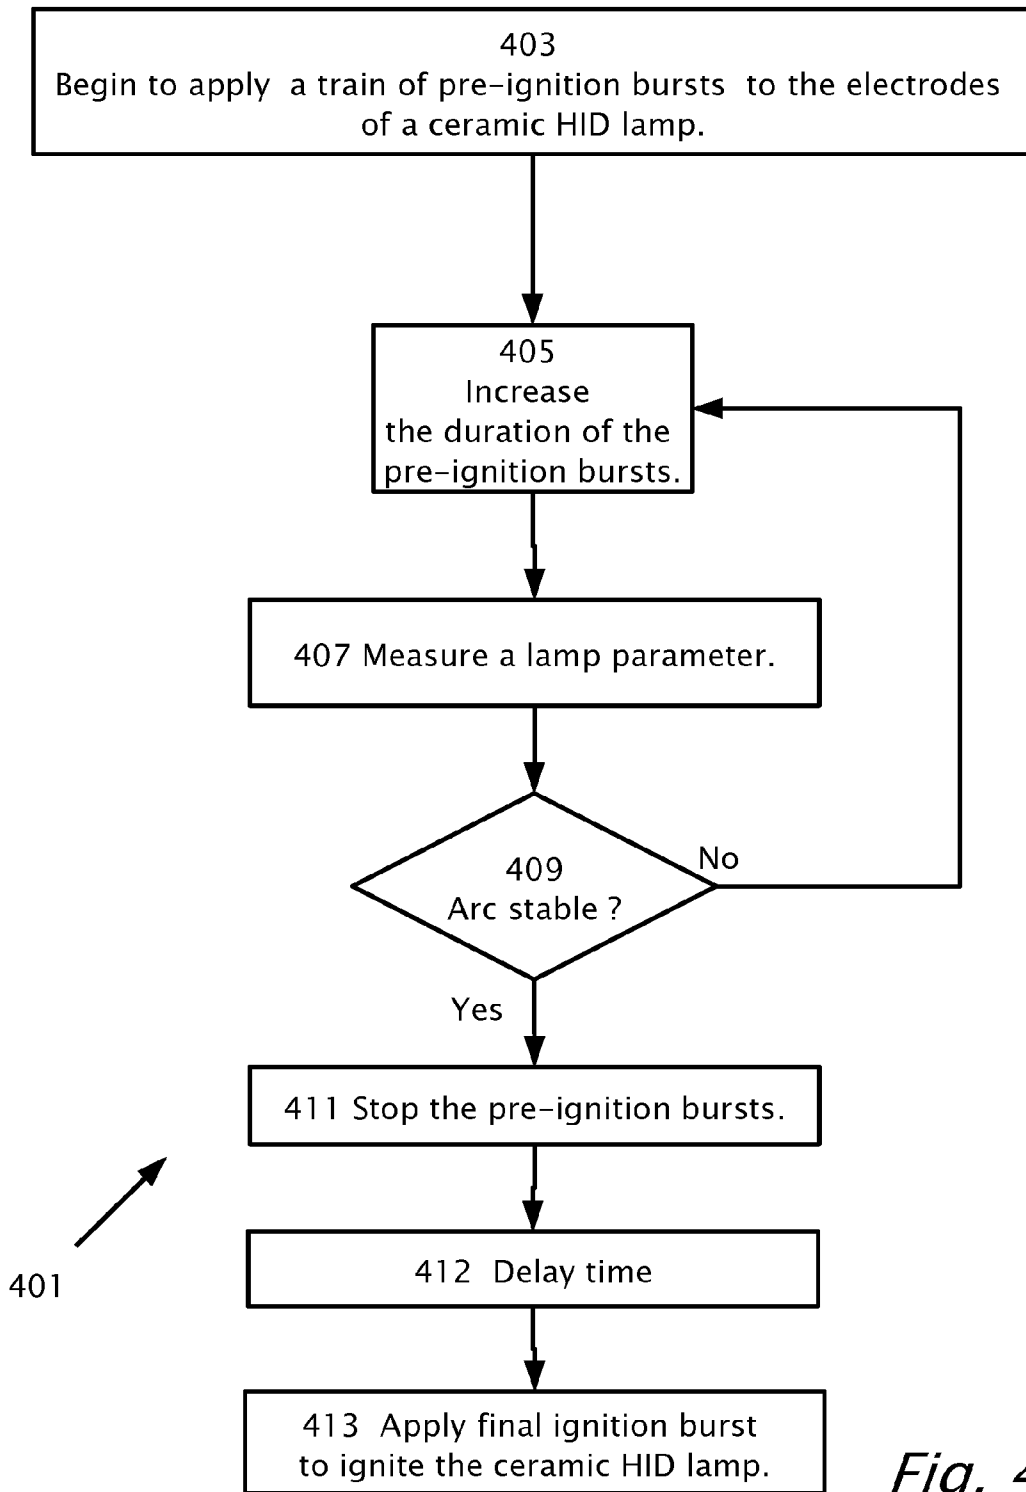 403
Begin to apply a train of pre-ignition bursts to the electrodes
of a ceramic HID lamp.
405
Increase
the duration of the
pre-ignition bursts.
407 Measure a lamp parameter.
409
Arc stable ?
No
Yes
411 Stop the pre-ignition bursts.
412 Delay time
401
413 Apply final ignition burst
to ignite the ceramic HID lamp.
Fig. 4